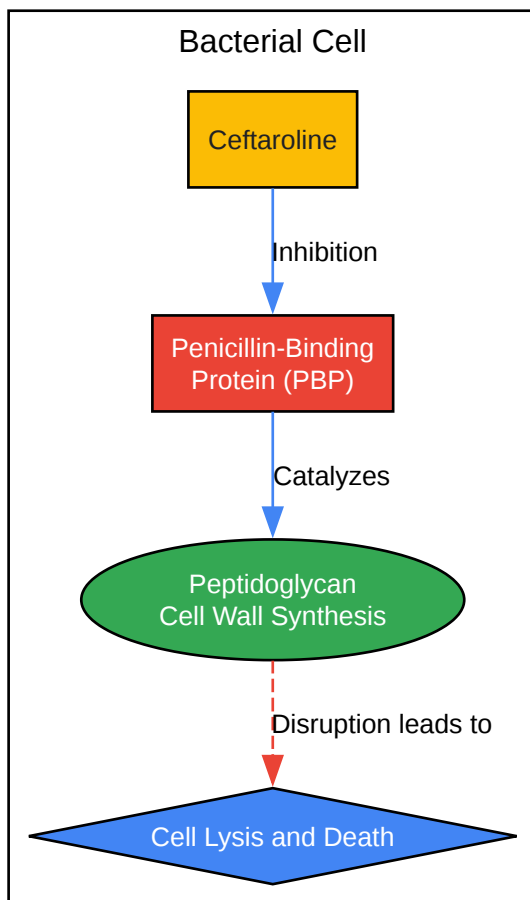 Bacterial Cell
Ceftaroline
Inhibition
Penicillin-Binding
Protein (PBP)
Catalyzes
Peptidoglycan
Cell Wall Synthesis
Disruption leads to
Cell Lysis and Death